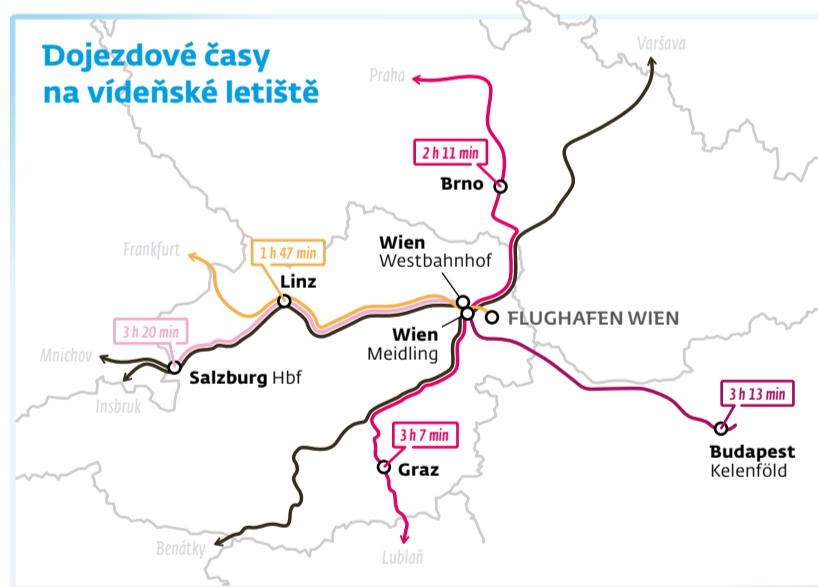 Dojezdové časy
na vídeňské letiště
Varšava
Praha
2 h 11 min
Brno
Frankfurt
1 h 47 min
Wien
Westbahnhof
Linz
FLUGHAFEN WIEN
3 h 20 min
Wien
Meidling
Mnichov
Salzburg Hbf
Insbruk
3 h 13 min
3 h 7 min
Budapest
Kelenföld
Graz
Benátky
Lublaň